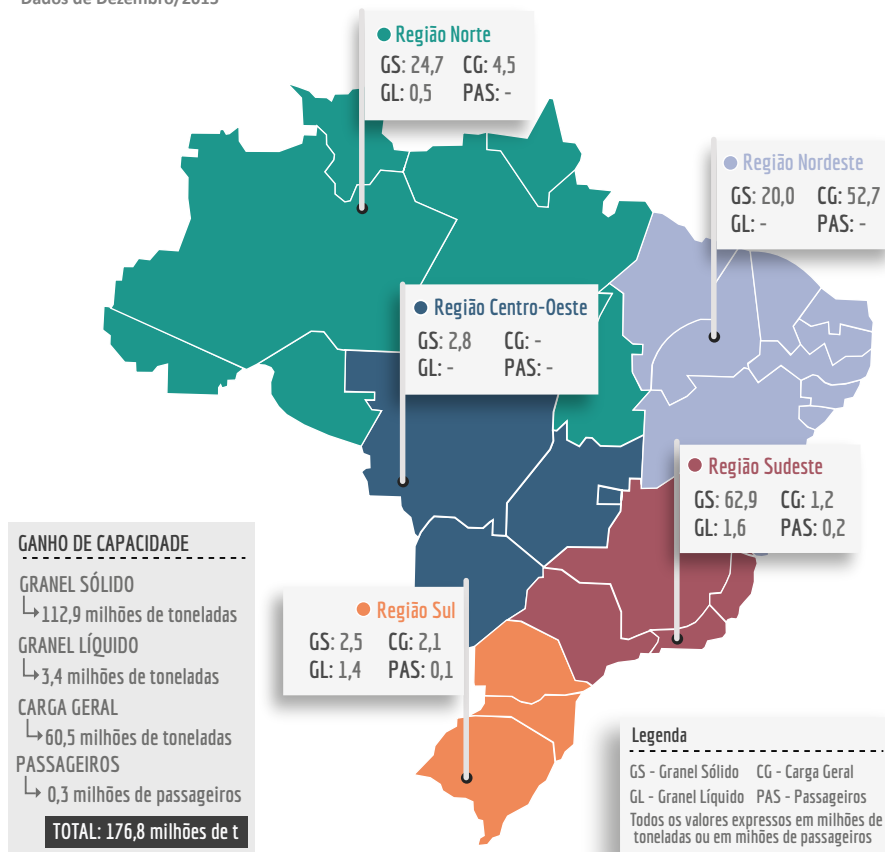 Dados de Dezembro/2015
Região Norte
GS: 24,7 CG: 4,5
GL: 0,5 PAS: -
Região Nordeste
GS: 20,0 CG: 52,7
GL: - PAS: -
Região Centro-Oeste
GS: 2,8 CG: -
GL: - PAS: -
Região Sudeste
GS: 62,9 CG: 1,2
GL: 1,6 PAS: 0,2
Região Sul
GS: 2,5 CG: 2,1
GL: 1,4 PAS: 0,1
GANHO DE CAPACIDADE
GRANEL SÓLIDO
112,9 milhões de toneladas
GRANEL LÍQUIDO
3,4 milhões de toneladas
CARGA GERAL
60,5 milhões de toneladas
PASSAGEIROS
0,3 milhões de passageiros
TOTAL: 176,8 milhões de t
Legenda
GS - Granel Sólido CG - Carga Geral
GL - Granel Líquido PAS - Passageiros
Todos os valores expressos em milhões de
toneladas ou em mihões de passageiros